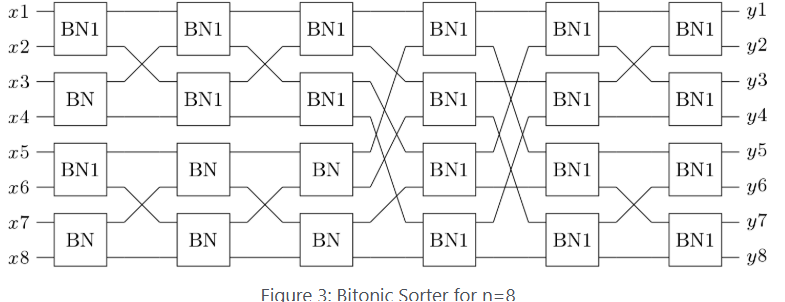 x1 BN1 BN1 BN1 BN1 BN1 BN1 y1
x2 y2
x3 BN BN1 BN1 BN1 BN1 BN1 y3
x4 y4
x5 BN1 BN BN BN1 BN1 BN1 y5
x6 y6
x7 BN BN BN BN1 BN1 BN1 y7
x8 y8
Figure 3: Bitonic Sorter for n=8